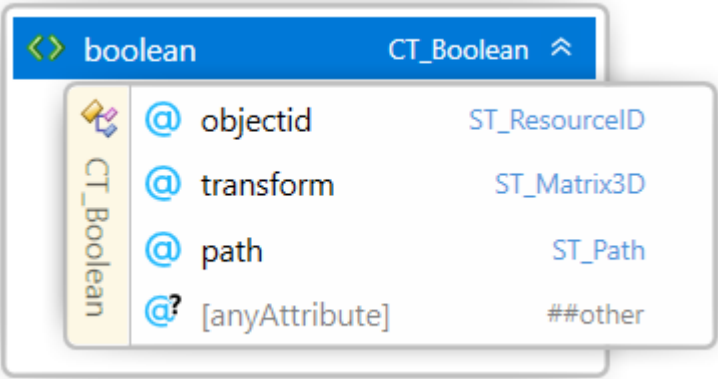 boolean CT_Boolean
CT_Boolean
@ objectid ST_ResourceID
@ transform ST_Matrix3D
@ path ST_Path
@? [anyAttribute] ##other